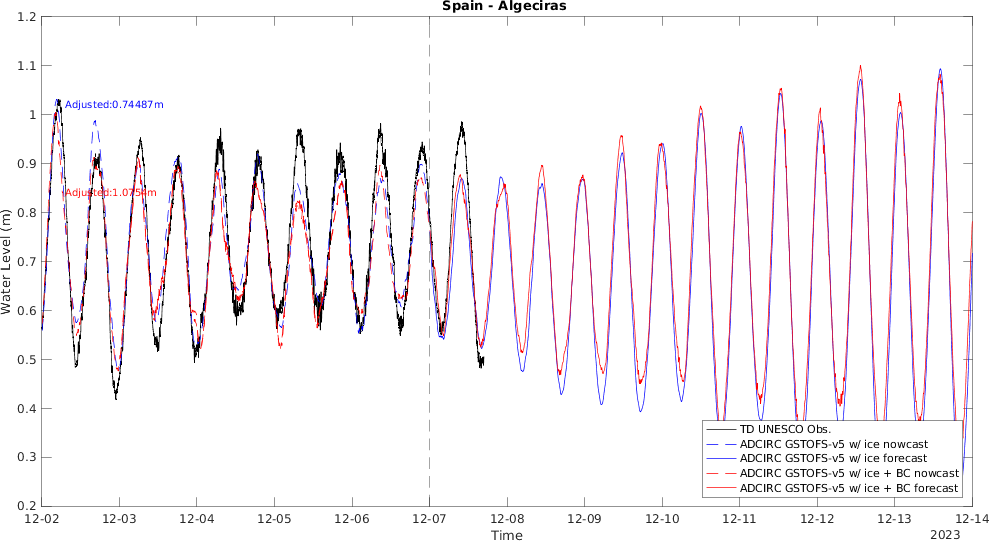 Spain - Algeciras
1.2
1.1
1
0.9
0.8
0.7
0.6
0.5
0.4
0.3
0.2
Water Level (m)
Adjusted:0.74487m
TD UNESCO Obs.
ADCIRC GSTOFS-v5 w/ ice nowcast
ADCIRC GSTOFS-v5 w/ ice forecast
ADCIRC GSTOFS-v5 w/ ice + BC nowcast
ADCIRC GSTOFS-v5 w/ ice + BC forecast
12-02 12-03 12-04 12-05 12-06 12-07 12-08 12-09 12-10 12-11 12-12 12-13 12-14
Time
2023